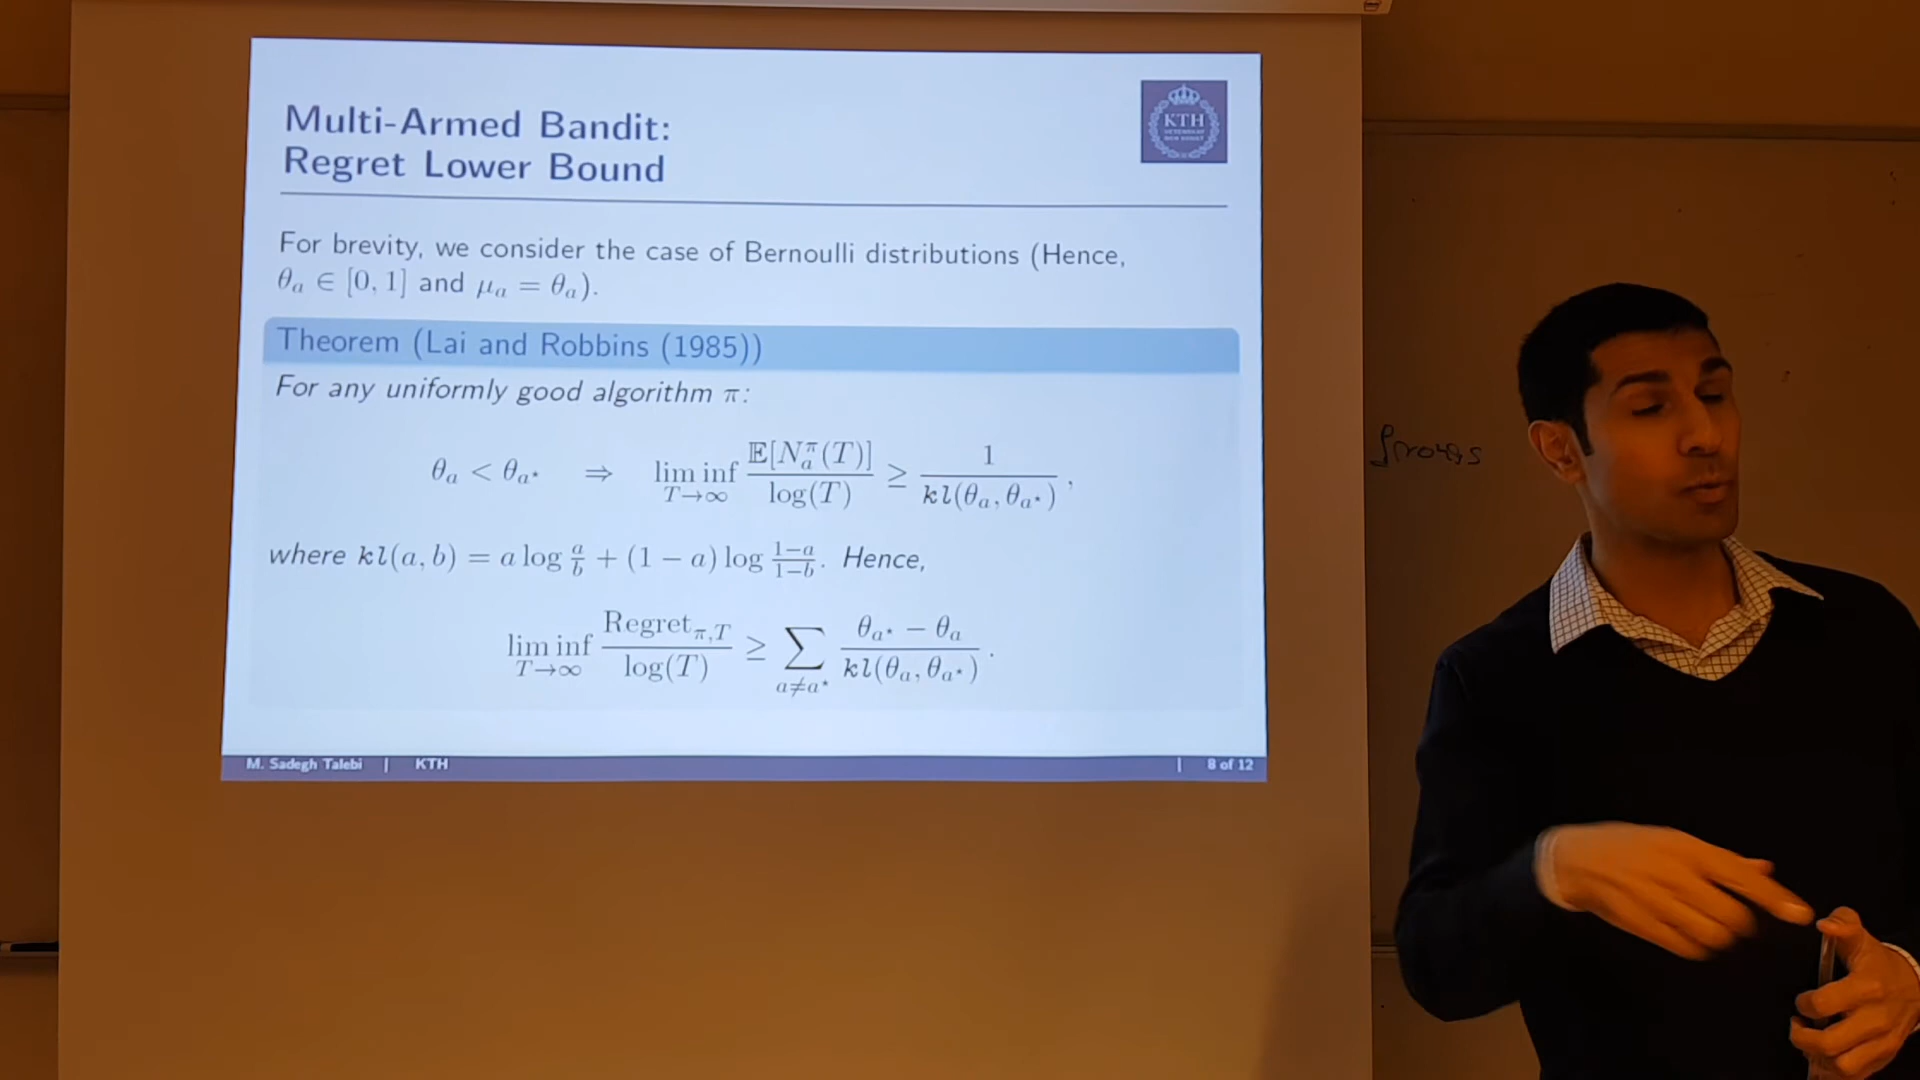 Multi-Armed Bandit:
Regret Lower Bound
KTH
For brevity, we consider the case of Bernoulli distributions (Hence,
θ_a ∈ [0, 1] and μ_a = θ_a).
Theorem (Lai and Robbins (1985))
For any uniformly good algorithm π:
θ_a < θ_{a⋆} ⇒ lim inf_{T→∞} 𝔼[N_a^π(T)] / log(T) ≥ 1 / kl(θ_a, θ_{a⋆}) ,
where kl(a, b) = a log a/b + (1 − a) log (1−a)/(1−b). Hence,
lim inf_{T→∞} Regret_{π,T} / log(T) ≥ ∑_{a≠a⋆} (θ_{a⋆} − θ_a) / kl(θ_a, θ_{a⋆}) .
M. Sadegh Talebi | KTH | 8 of 12